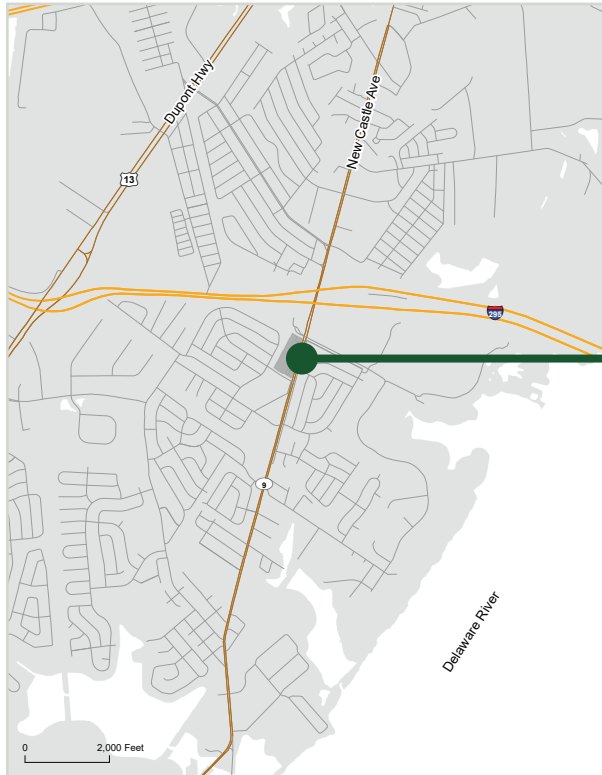 Dupont Hwy
New Castle Ave
13
295
9
Delaware River
0 2,000 Feet